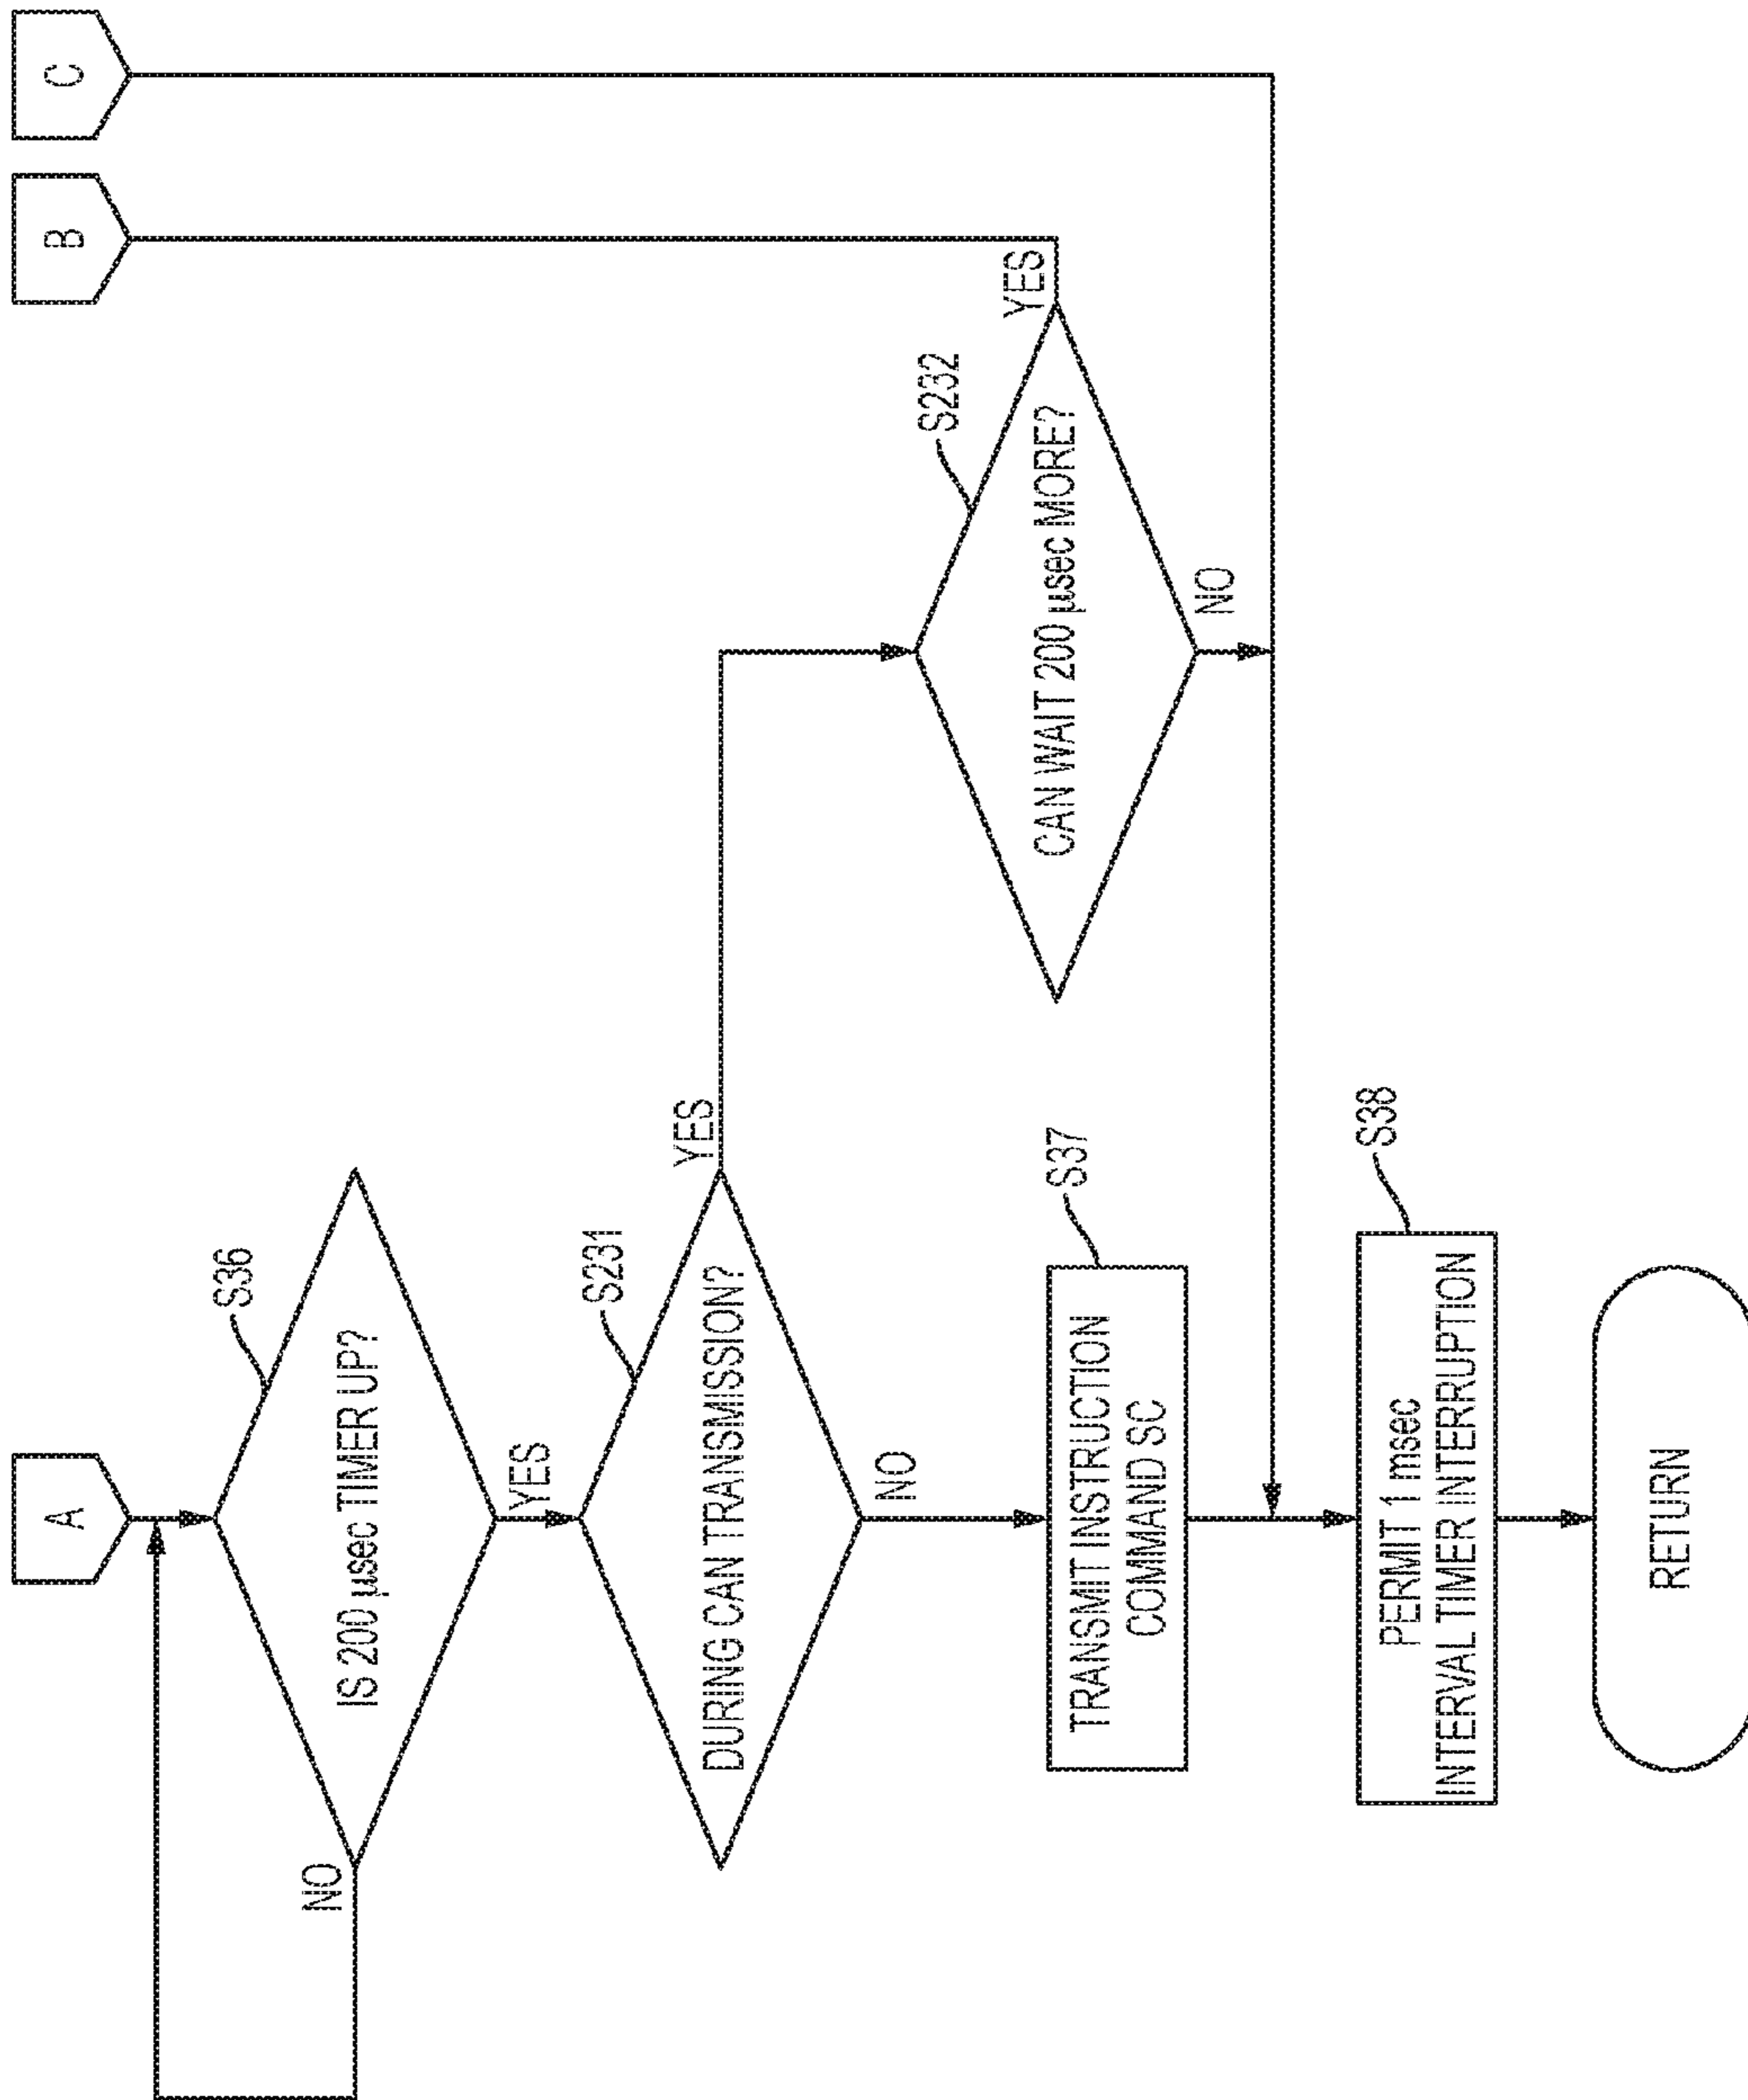 A
B
C
S36
IS 200 µsec TIMER UP?
NO
YES
S231
DURING CAN TRANSMISSION?
YES
NO
S232
CAN WAIT 200 µsec MORE?
YES
NO
S37
TRANSMIT INSTRUCTION
COMMAND SC
S38
PERMIT 1 msec
INTERVAL TIMER INTERRUPTION
RETURN